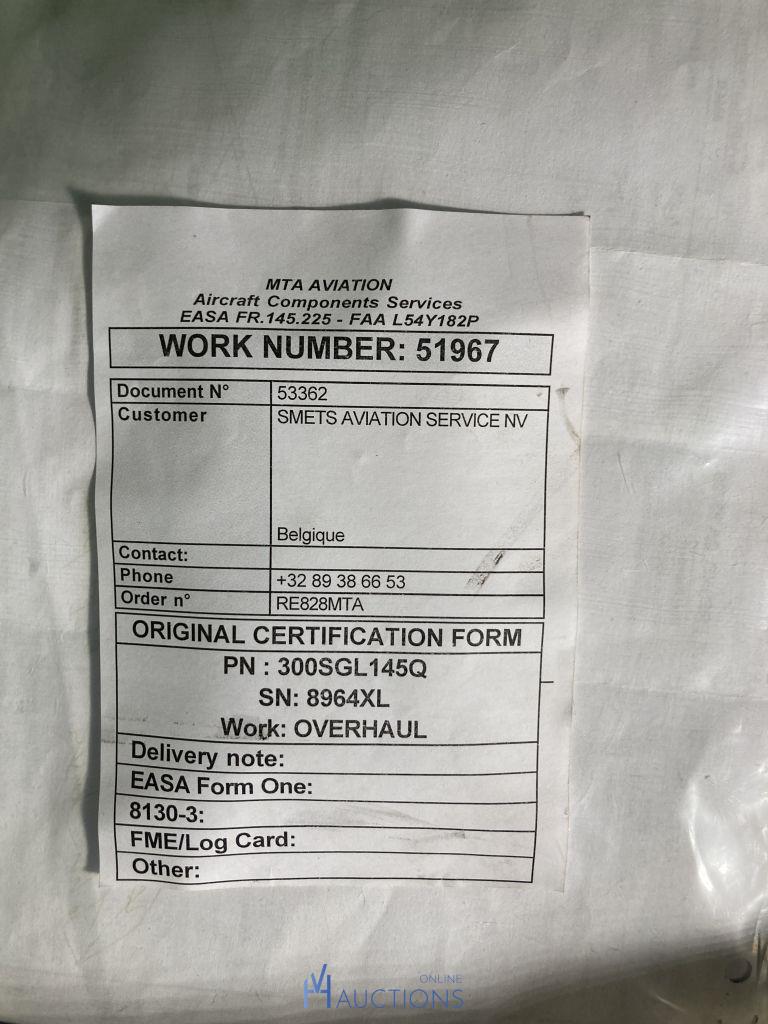 MTA AVIATION
Aircraft Components Services
EASA FR.145.225 - FAA L54Y182P
WORK NUMBER: 51967
Document N° 53362
Customer SMETS AVIATION SERVICE NV
Belgique
Contact:
Phone +32 89 38 66 53
Order n° RE828MTA
ORIGINAL CERTIFICATION FORM
PN : 300SGL145Q
SN: 8964XL
Work: OVERHAUL
Delivery note:
EASA Form One:
8130-3:
FME/Log Card:
Other:
ONLINE
AUCTIONS